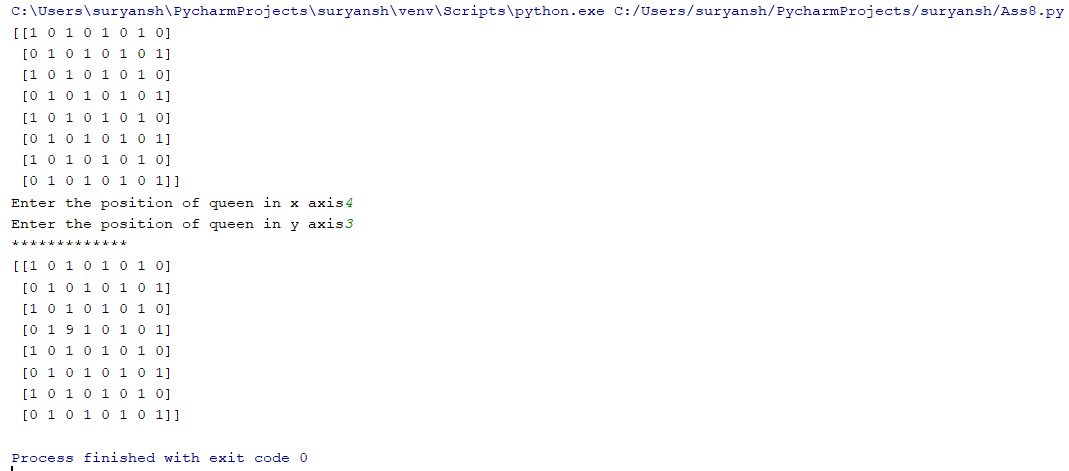 C:\Users\suryansh\PycharmProjects\suryansh\venv\Scripts\python.exe C:/Users/suryansh/PycharmProjects/suryansh/Ass8.py
[[1 0 1 0 1 0 1 0]
 [0 1 0 1 0 1 0 1]
 [1 0 1 0 1 0 1 0]
 [0 1 0 1 0 1 0 1]
 [1 0 1 0 1 0 1 0]
 [0 1 0 1 0 1 0 1]
 [1 0 1 0 1 0 1 0]
 [0 1 0 1 0 1 0 1]]
Enter the position of queen in x axis4
Enter the position of queen in y axis3
*************
[[1 0 1 0 1 0 1 0]
 [0 1 0 1 0 1 0 1]
 [1 0 1 0 1 0 1 0]
 [0 1 9 1 0 1 0 1]
 [1 0 1 0 1 0 1 0]
 [0 1 0 1 0 1 0 1]
 [1 0 1 0 1 0 1 0]
 [0 1 0 1 0 1 0 1]]
Process finished with exit code 0